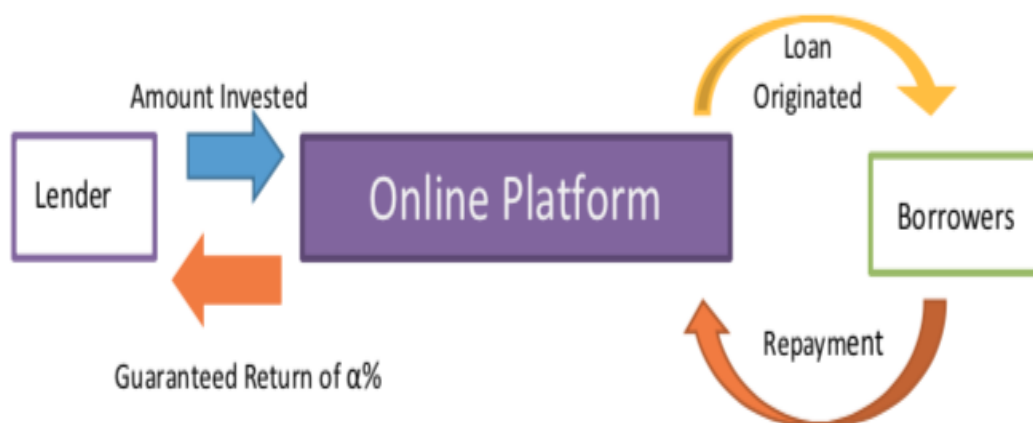 Loan
Originated
Amount Invested
Lender
Online Platform
Borrowers
Repayment
Guaranteed Return of α%